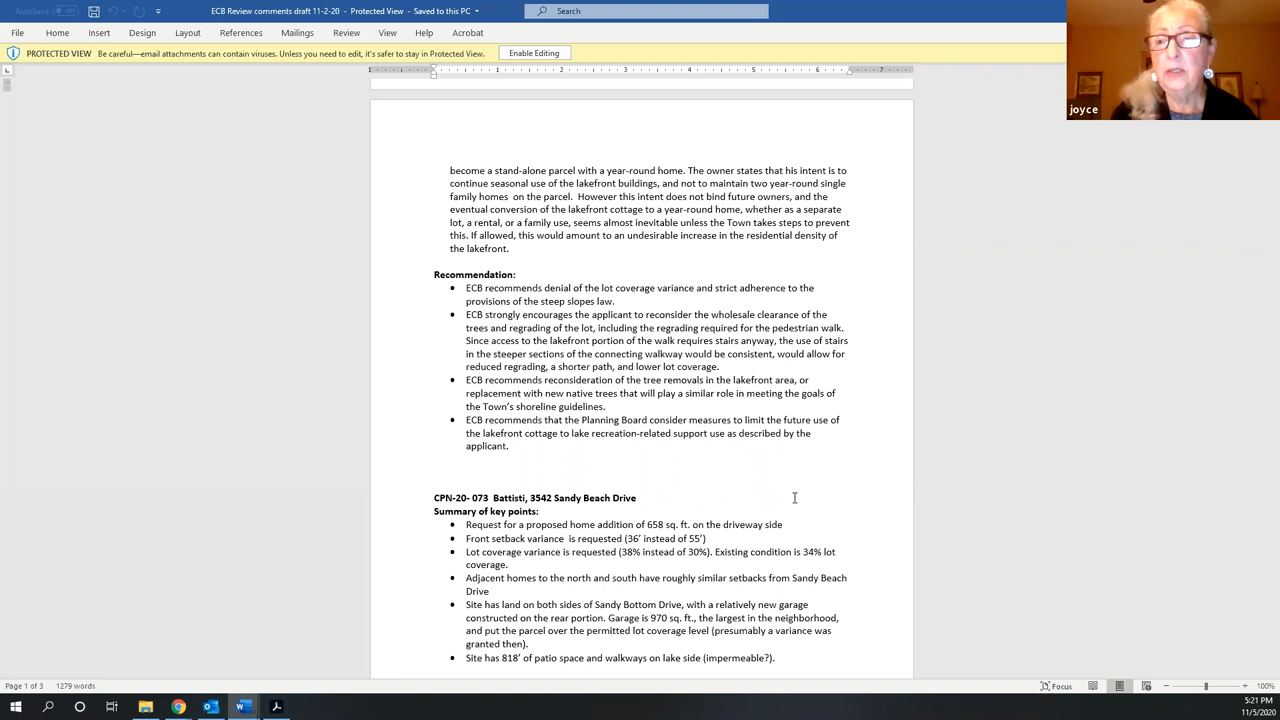 AutoSave
ECB Review comments draft 11-2-20 - Protected View - Saved to this PC
Search
File Home Insert Design Layout References Mailings Review View Help Acrobat
PROTECTED VIEW Be careful—email attachments can contain viruses. Unless you need to edit, it's safer to stay in Protected View. Enable Editing
1 1 2 3 4 5 6 7
joyce
become a stand-alone parcel with a year-round home. The owner states that his intent is to
continue seasonal use of the lakefront buildings, and not to maintain two year-round single
family homes on the parcel. However this intent does not bind future owners, and the
eventual conversion of the lakefront cottage to a year-round home, whether as a separate
lot, a rental, or a family use, seems almost inevitable unless the Town takes steps to prevent
this. If allowed, this would amount to an undesirable increase in the residential density of
the lakefront.
Recommendation:
• ECB recommends denial of the lot coverage variance and strict adherence to the
provisions of the steep slopes law.
• ECB strongly encourages the applicant to reconsider the wholesale clearance of the
trees and regrading of the lot, including the regrading required for the pedestrian walk.
Since access to the lakefront portion of the walk requires stairs anyway, the use of stairs
in the steeper sections of the connecting walkway would be consistent, would allow for
reduced regrading, a shorter path, and lower lot coverage.
• ECB recommends reconsideration of the tree removals in the lakefront area, or
replacement with new native trees that will play a similar role in meeting the goals of
the Town's shoreline guidelines.
• ECB recommends that the Planning Board consider measures to limit the future use of
the lakefront cottage to lake recreation-related support use as described by the
applicant.
CPN-20- 073 Battisti, 3542 Sandy Beach Drive
Summary of key points:
• Request for a proposed home addition of 658 sq. ft. on the driveway side
• Front setback variance is requested (36' instead of 55')
• Lot coverage variance is requested (38% instead of 30%). Existing condition is 34% lot
coverage.
• Adjacent homes to the north and south have roughly similar setbacks from Sandy Beach
Drive
• Site has land on both sides of Sandy Bottom Drive, with a relatively new garage
constructed on the rear portion. Garage is 970 sq. ft., the largest in the neighborhood,
and put the parcel over the permitted lot coverage level (presumably a variance was
granted then).
• Site has 818' of patio space and walkways on lake side (impermeable?).
Page 1 of 3 1279 words
Focus
100%
5:21 PM
11/5/2020